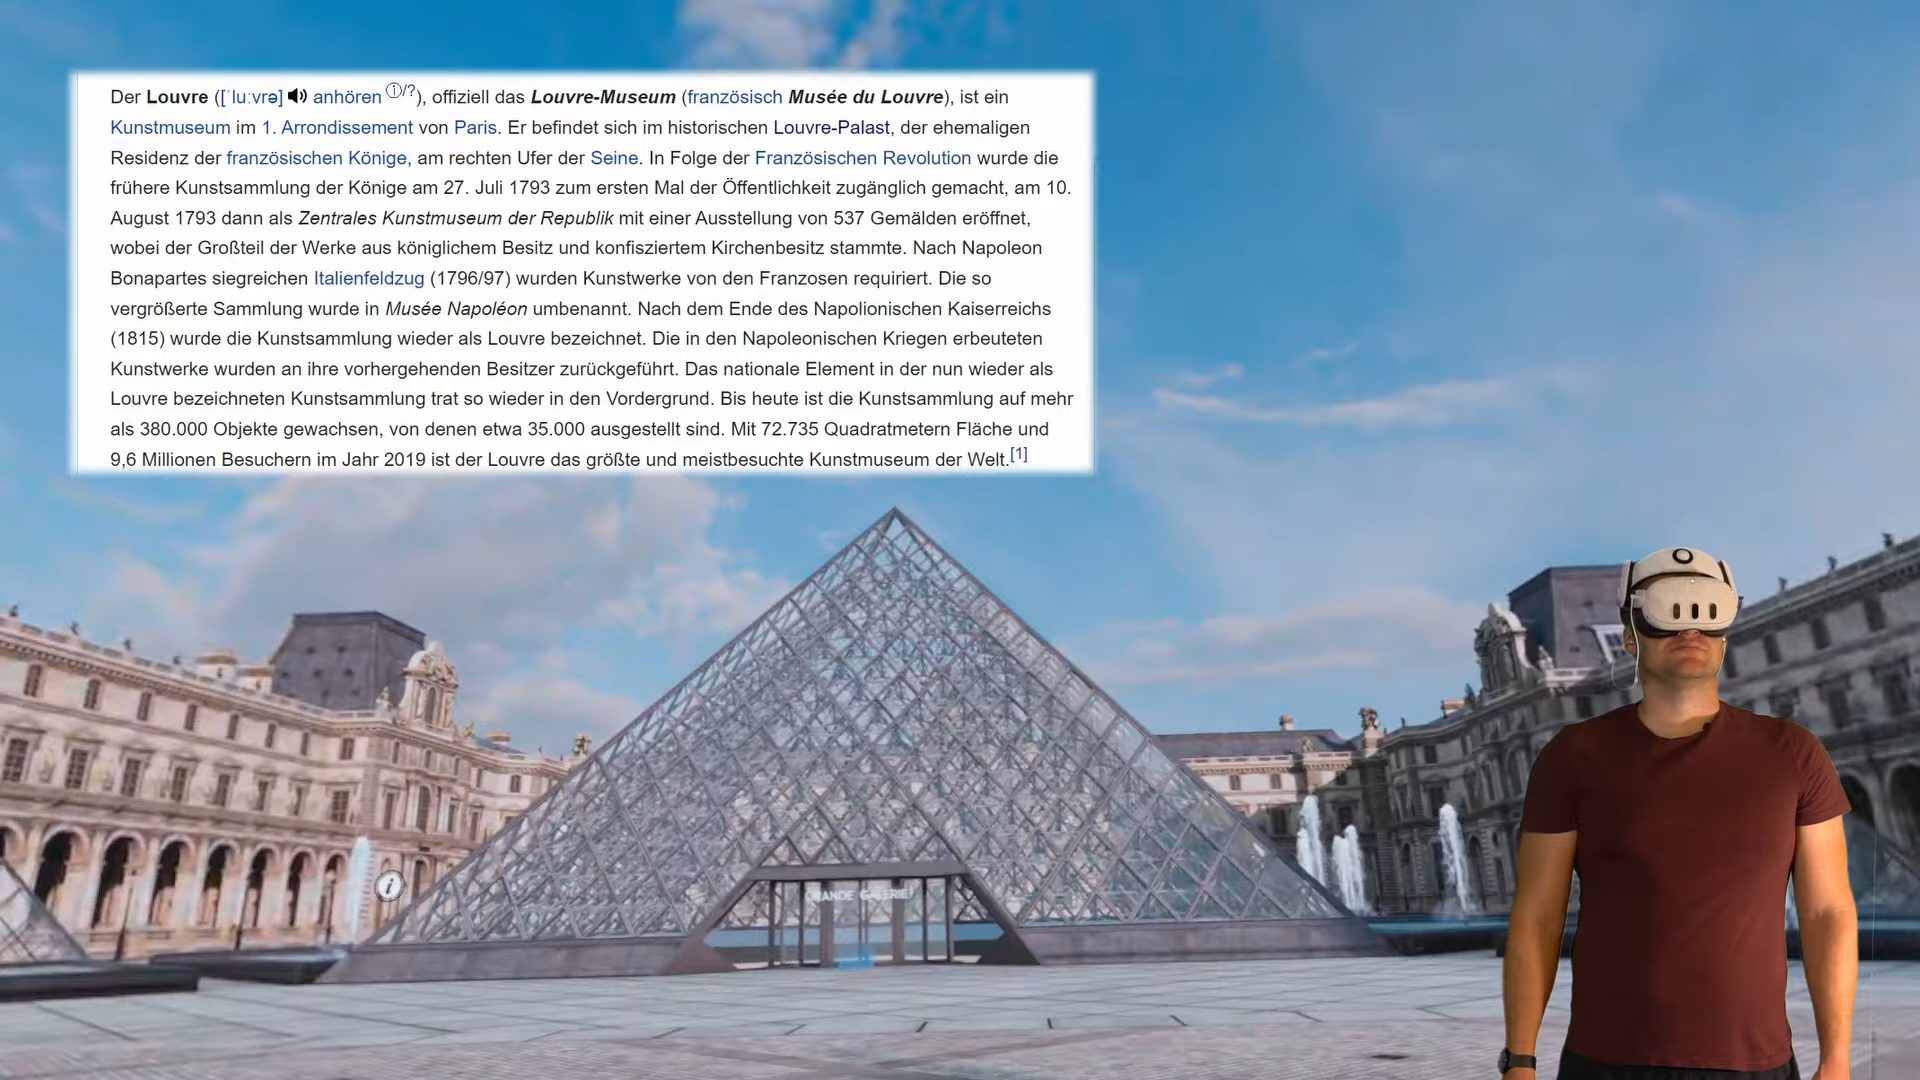 Der Louvre ([ˈluːvrə] anhören ⓘ/?), offiziell das Louvre-Museum (französisch Musée du Louvre), ist ein
Kunstmuseum im 1. Arrondissement von Paris. Er befindet sich im historischen Louvre-Palast, der ehemaligen
Residenz der französischen Könige, am rechten Ufer der Seine. In Folge der Französischen Revolution wurde die
frühere Kunstsammlung der Könige am 27. Juli 1793 zum ersten Mal der Öffentlichkeit zugänglich gemacht, am 10.
August 1793 dann als Zentrales Kunstmuseum der Republik mit einer Ausstellung von 537 Gemälden eröffnet,
wobei der Großteil der Werke aus königlichem Besitz und konfisziertem Kirchenbesitz stammte. Nach Napoleon
Bonapartes siegreichen Italienfeldzug (1796/97) wurden Kunstwerke von den Franzosen requiriert. Die so
vergrößerte Sammlung wurde in Musée Napoléon umbenannt. Nach dem Ende des Napolionischen Kaiserreichs
(1815) wurde die Kunstsammlung wieder als Louvre bezeichnet. Die in den Napoleonischen Kriegen erbeuteten
Kunstwerke wurden an ihre vorhergehenden Besitzer zurückgeführt. Das nationale Element in der nun wieder als
Louvre bezeichneten Kunstsammlung trat so wieder in den Vordergrund. Bis heute ist die Kunstsammlung auf mehr
als 380.000 Objekte gewachsen, von denen etwa 35.000 ausgestellt sind. Mit 72.735 Quadratmetern Fläche und
9,6 Millionen Besuchern im Jahr 2019 ist der Louvre das größte und meistbesuchte Kunstmuseum der Welt.[1]
i
GRANDE GALERIE